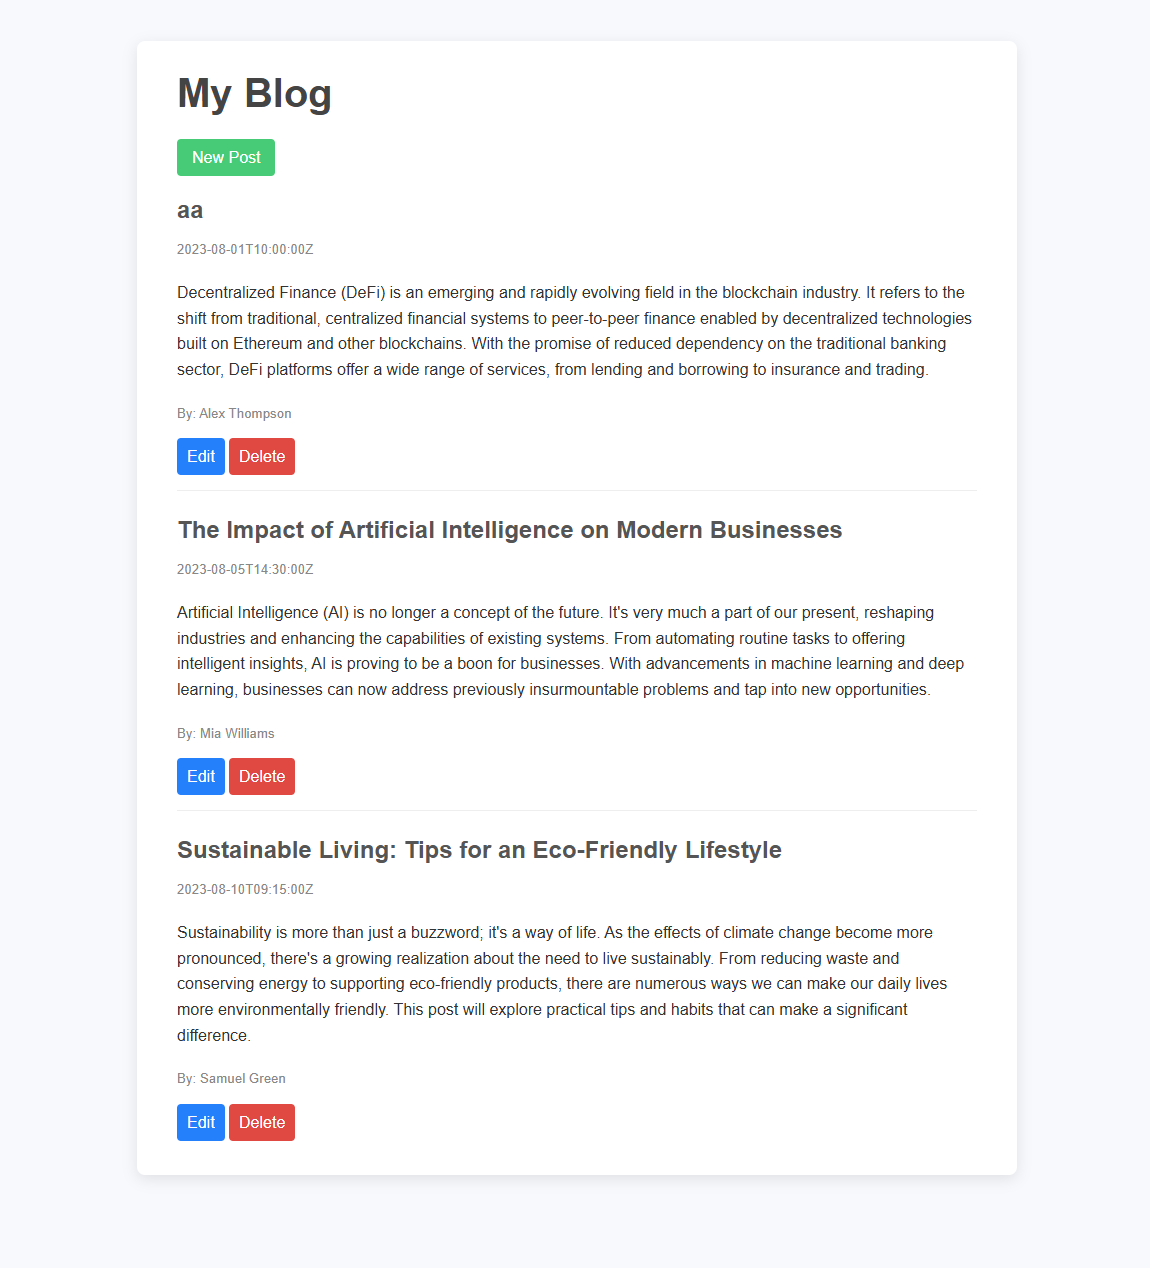 My Blog
New Post
aa
2023-08-01T10:00:00Z
Decentralized Finance (DeFi) is an emerging and rapidly evolving field in the blockchain industry. It refers to the
shift from traditional, centralized financial systems to peer-to-peer finance enabled by decentralized technologies
built on Ethereum and other blockchains. With the promise of reduced dependency on the traditional banking
sector, DeFi platforms offer a wide range of services, from lending and borrowing to insurance and trading.
By: Alex Thompson
Edit Delete
The Impact of Artificial Intelligence on Modern Businesses
2023-08-05T14:30:00Z
Artificial Intelligence (AI) is no longer a concept of the future. It's very much a part of our present, reshaping
industries and enhancing the capabilities of existing systems. From automating routine tasks to offering
intelligent insights, AI is proving to be a boon for businesses. With advancements in machine learning and deep
learning, businesses can now address previously insurmountable problems and tap into new opportunities.
By: Mia Williams
Edit Delete
Sustainable Living: Tips for an Eco-Friendly Lifestyle
2023-08-10T09:15:00Z
Sustainability is more than just a buzzword; it's a way of life. As the effects of climate change become more
pronounced, there's a growing realization about the need to live sustainably. From reducing waste and
conserving energy to supporting eco-friendly products, there are numerous ways we can make our daily lives
more environmentally friendly. This post will explore practical tips and habits that can make a significant
difference.
By: Samuel Green
Edit Delete